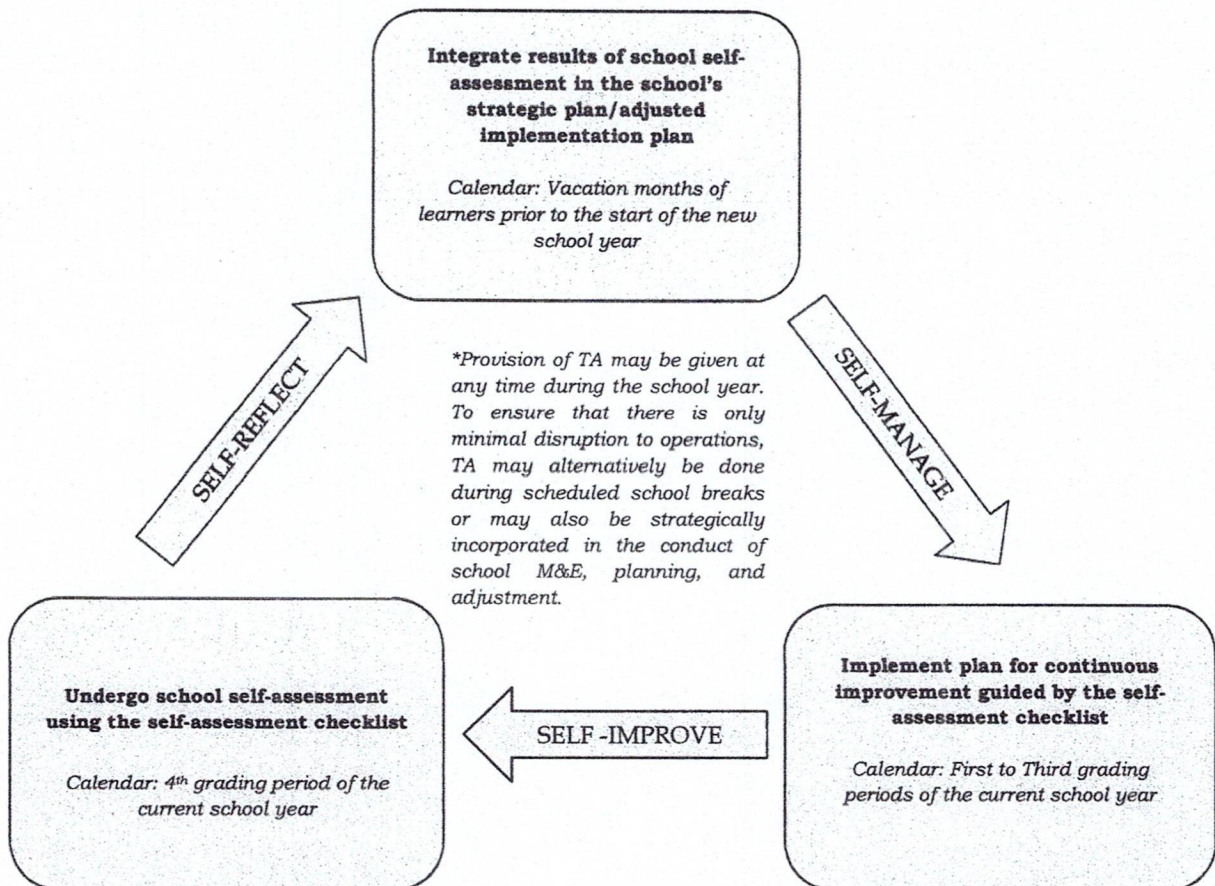 Integrate results of school self-
assessment in the school's
strategic plan/adjusted
implementation plan
Calendar: Vacation months of
learners prior to the start of the new
school year
SELF-REFLECT
SELF-MANAGE
*Provision of TA may be given at
any time during the school year.
To ensure that there is only
minimal disruption to operations,
TA may alternatively be done
during scheduled school breaks
or may also be strategically
incorporated in the conduct of
school M&E, planning, and
adjustment.
Undergo school self-assessment
using the self-assessment checklist
Calendar: 4th grading period of the
current school year
SELF -IMPROVE
Implement plan for continuous
improvement guided by the self-
assessment checklist
Calendar: First to Third grading
periods of the current school year